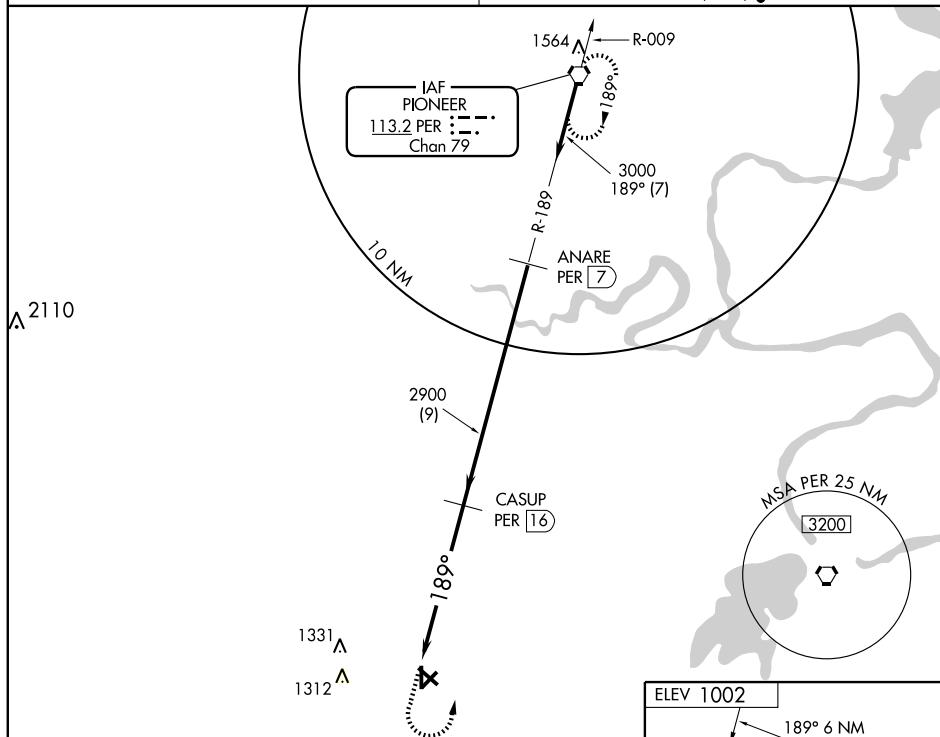 1564
R-009
IAF
PIONEER
113.2 PER
Chan 79
189°
3000
189° (7)
R-189
ANARE
PER 7
10 NM
2110
2900
(9)
CASUP
PER 16
MSA PER 25 NM
3200
189°
1331
1312
ELEV 1002
189° 6 NM